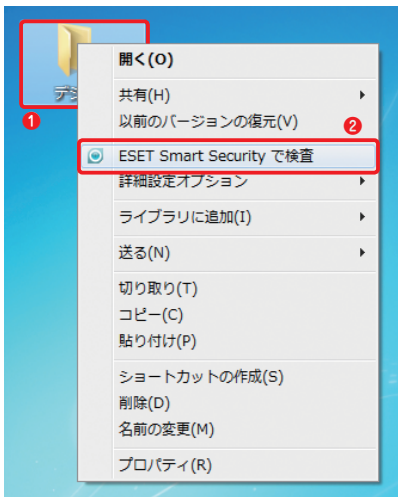 デジ
1
2
開く(O)
共有(H)
以前のバージョンの復元(V)
ESET Smart Security で検査
詳細設定オプション
ライブラリに追加(I)
送る(N)
切り取り(T)
コピー(C)
貼り付け(P)
ショートカットの作成(S)
削除(D)
名前の変更(M)
プロパティ(R)